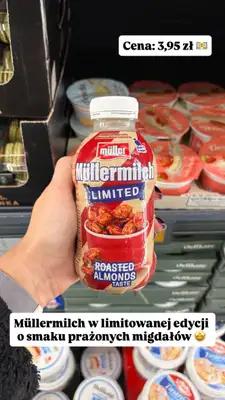 Cena: 3,95 zł 💵
müller
Müllermilch
LIMITED
ROASTED
ALMONDS
TASTE
Müllermilch w limitowanej edycji
o smaku prażonych migdałów 🤩